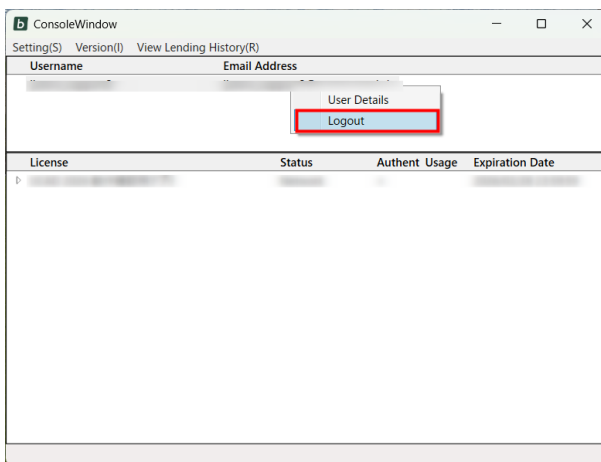 b ConsoleWindow
Setting(S) Version(I) View Lending History(R)
Username Email Address
User Details
Logout
License Status Authent Usage Expiration Date